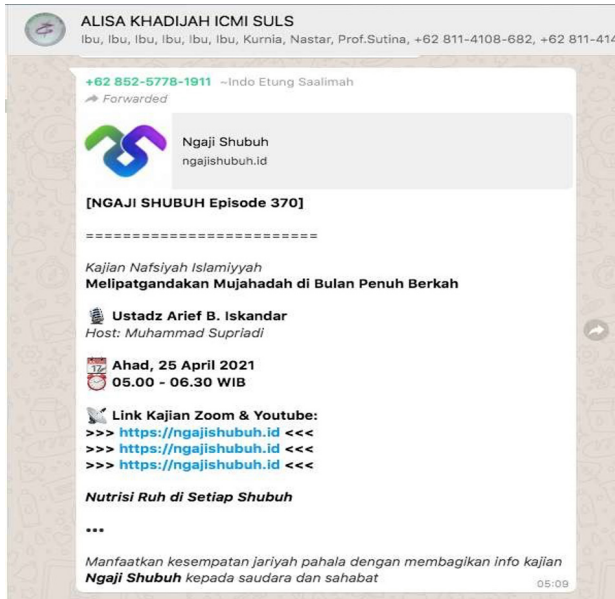 ALISA KHADIJAH ICMI SULS
Ibu, Ibu, Ibu, Ibu, Ibu, Ibu, Kurnia, Nastar, Prof.Sutina, +62 811-4108-682, +62 811-414
+62 852-5778-1911 ~Indo Etung Saalimah
Forwarded
Ngaji Shubuh
ngajishubuh.id
[NGAJI SHUBUH Episode 370]
=========================
Kajian Nafsiyah Islamiyyah
Melipatgandakan Mujahadah di Bulan Penuh Berkah
Ustadz Arief B. Iskandar
Host: Muhammad Supriadi
Ahad, 25 April 2021
05.00 - 06.30 WIB
Link Kajian Zoom & Youtube:
>>> https://ngajishubuh.id <<<
>>> https://ngajishubuh.id <<<
>>> https://ngajishubuh.id <<<
Nutrisi Ruh di Setiap Shubuh
•••
Manfaatkan kesempatan jariyah pahala dengan membagikan info kajian
Ngaji Shubuh kepada saudara dan sahabat
05:09